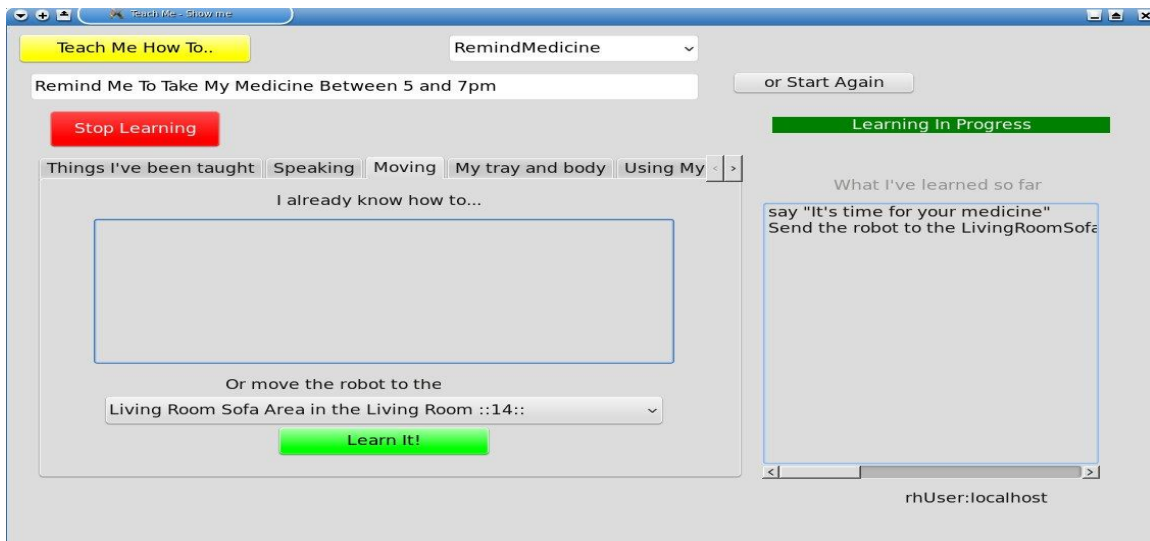 Teach Me - Show me
Teach Me How To..
RemindMedicine
Remind Me To Take My Medicine Between 5 and 7pm
or Start Again
Stop Learning
Learning In Progress
Things I've been taught
Speaking
Moving
My tray and body
Using My
I already know how to...
Or move the robot to the
Living Room Sofa Area in the Living Room ::14::
Learn It!
What I've learned so far
say "It's time for your medicine"
Send the robot to the LivingRoomSofa
rhUser:localhost